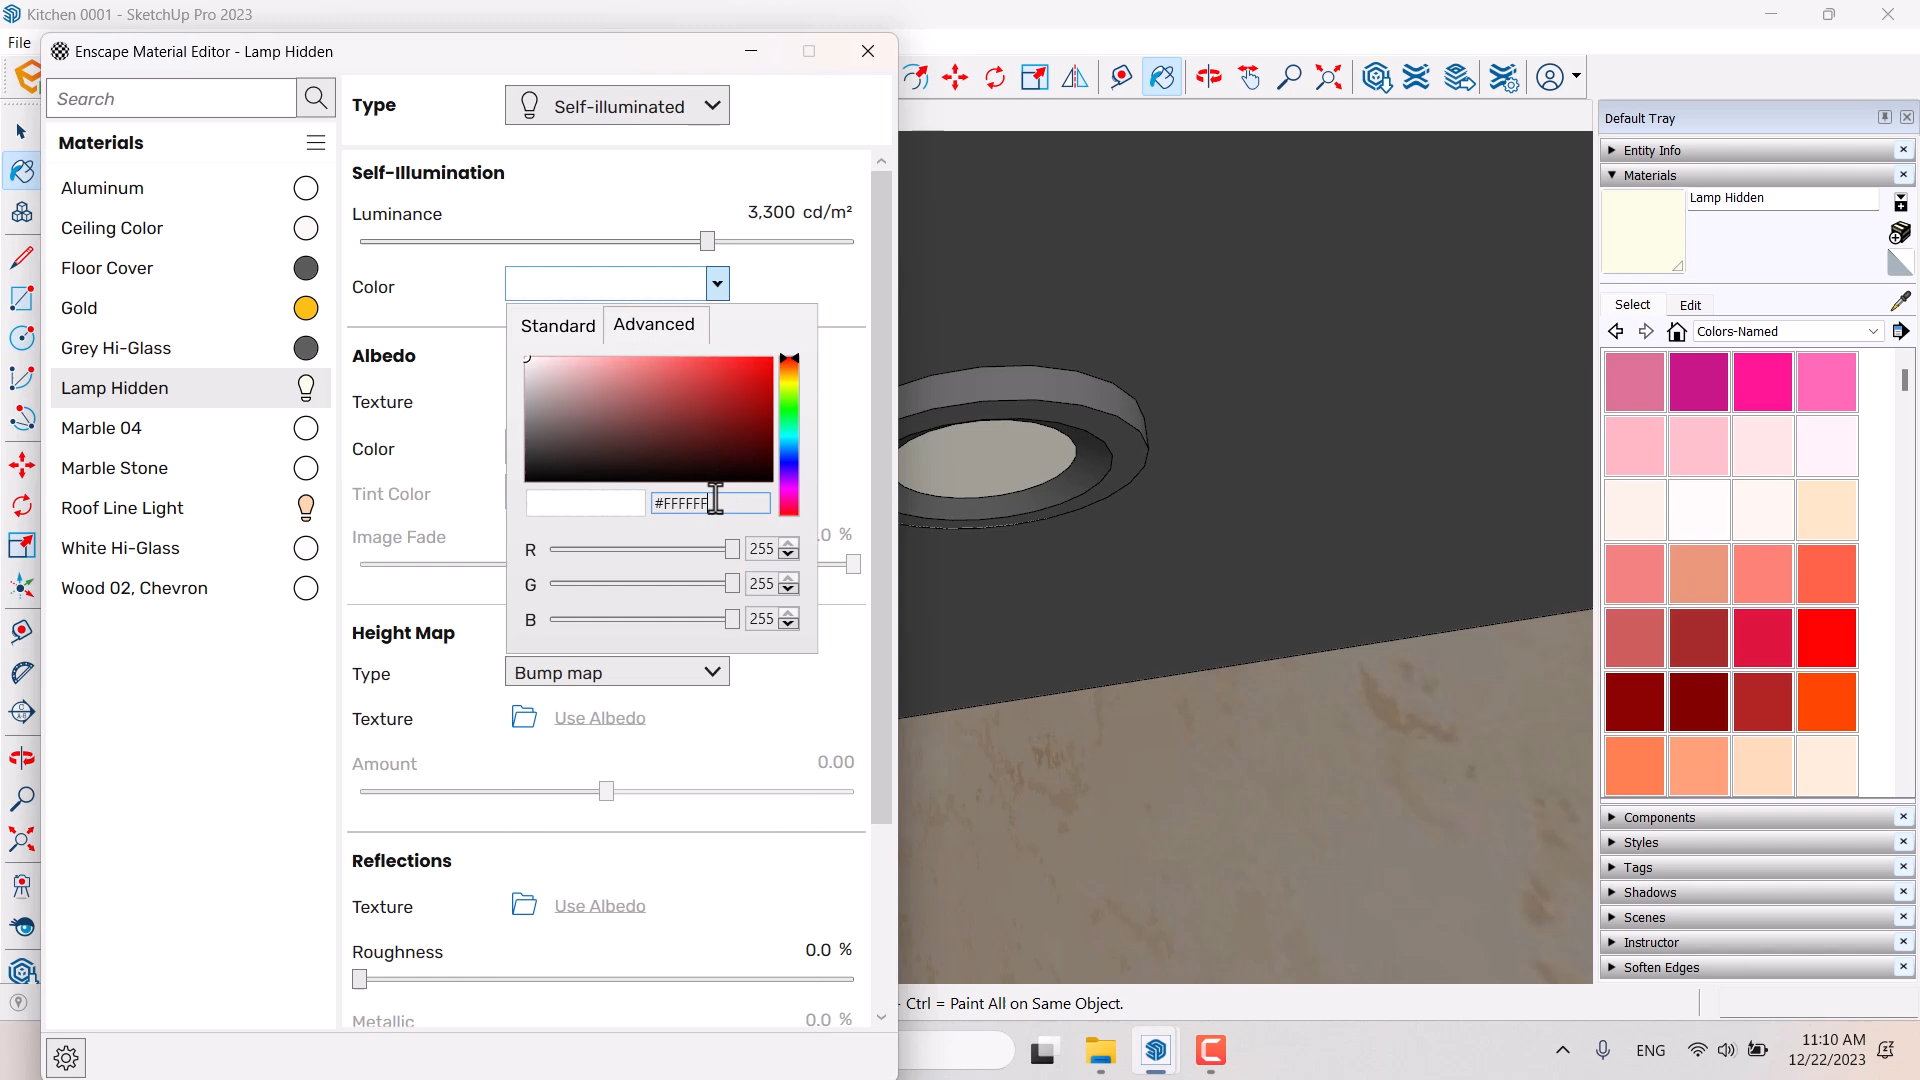 Kitchen 0001 - SketchUp Pro 2023
File
Enscape Material Editor - Lamp Hidden
Search
Materials
Aluminum
Ceiling Color
Floor Cover
Gold
Grey Hi-Glass
Lamp Hidden
Marble 04
Marble Stone
Roof Line Light
White Hi-Glass
Wood 02, Chevron
Type
Self-illuminated
Self-Illumination
Luminance
3,300 cd/m²
Color
Standard
Advanced
#FFFFFF
R
255
G
255
B
255
Albedo
Texture
Color
Tint Color
Image Fade
.0 %
Height Map
Type
Bump map
Texture
Use Albedo
Amount
0.00
Reflections
Texture
Use Albedo
Roughness
0.0 %
Metallic
0.0 %
Default Tray
Entity Info
Materials
Lamp Hidden
Select
Edit
Colors-Named
Components
Styles
Tags
Shadows
Scenes
Instructor
Soften Edges
- Ctrl = Paint All on Same Object.
ENG
11:10 AM
12/22/2023